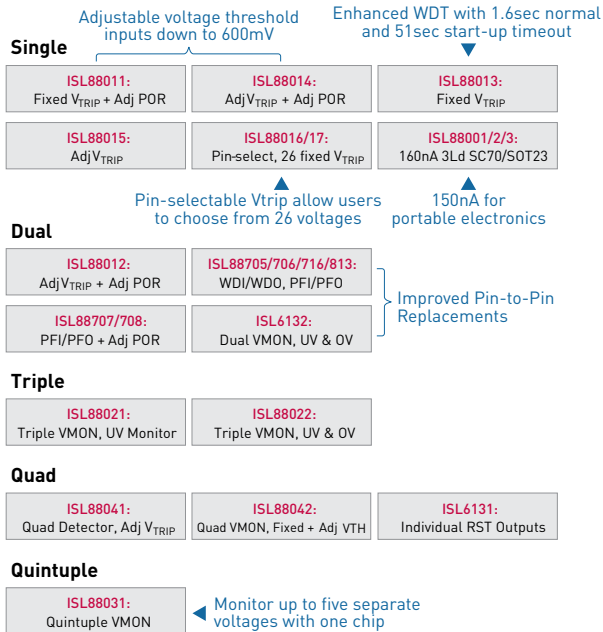 Adjustable voltage threshold
inputs down to 600mV
Enhanced WDT with 1.6sec normal
and 51sec start-up timeout
Single
ISL88011:
Fixed VTRIP + Adj POR
ISL88014:
AdjVTRIP + Adj POR
ISL88013:
Fixed VTRIP
ISL88015:
AdjVTRIP
ISL88016/17:
Pin-select, 26 fixed VTRIP
ISL88001/2/3:
160nA 3Ld SC70/SOT23
Pin-selectable Vtrip allow users
to choose from 26 voltages
150nA for
portable electronics
Dual
ISL88012:
AdjVTRIP + Adj POR
ISL88705/706/716/813:
WDI/WDO, PFI/PFO
ISL88707/708:
PFI/PFO + Adj POR
ISL6132:
Dual VMON, UV & OV
Improved Pin-to-Pin
Replacements
Triple
ISL88021:
Triple VMON, UV Monitor
ISL88022:
Triple VMON, UV & OV
Quad
ISL88041:
Quad Detector, Adj VTRIP
ISL88042:
Quad VMON, Fixed + Adj VTH
ISL6131:
Individual RST Outputs
Quintuple
ISL88031:
Quintuple VMON
Monitor up to five separate
voltages with one chip